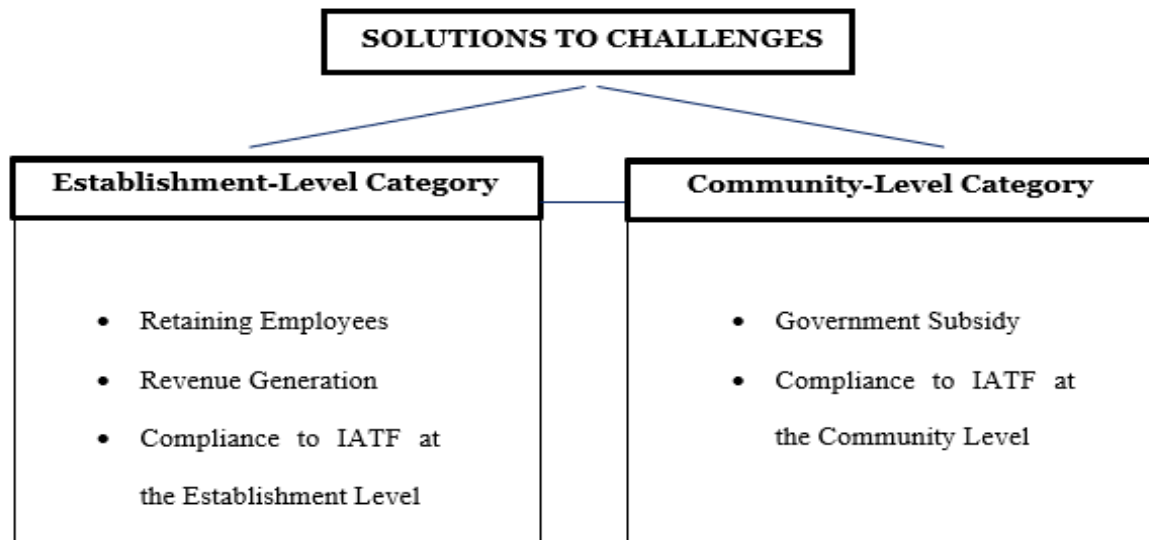 SOLUTIONS TO CHALLENGES
Establishment-Level Category
• Retaining Employees
• Revenue Generation
• Compliance to IATF at
the Establishment Level
Community-Level Category
• Government Subsidy
• Compliance to IATF at
the Community Level